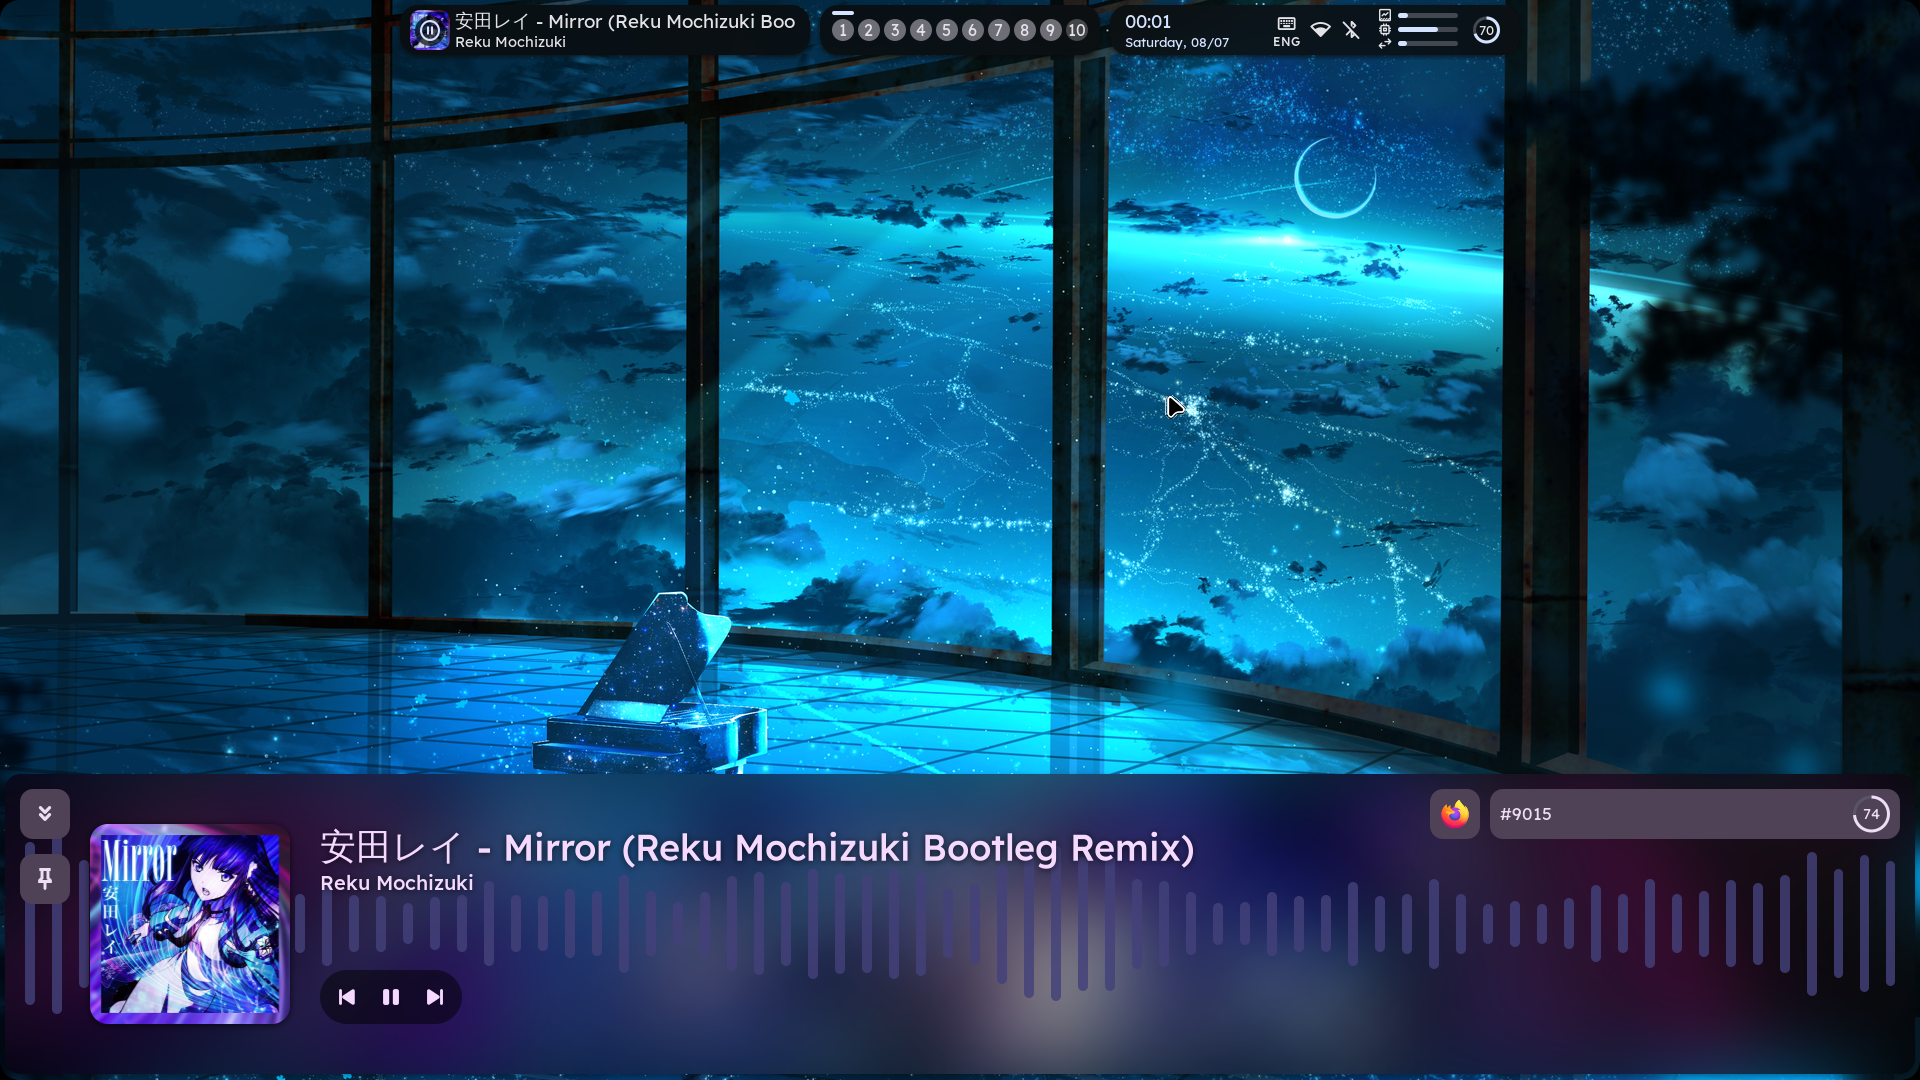 安田レイ - Mirror (Reku Mochizuki Boo
Reku Mochizuki
1 2 3 4 5 6 7 8 9 10
00:01
Saturday, 08/07
ENG
70
#9015
74
Mirror
安田レイ
安田レイ - Mirror (Reku Mochizuki Bootleg Remix)
Reku Mochizuki